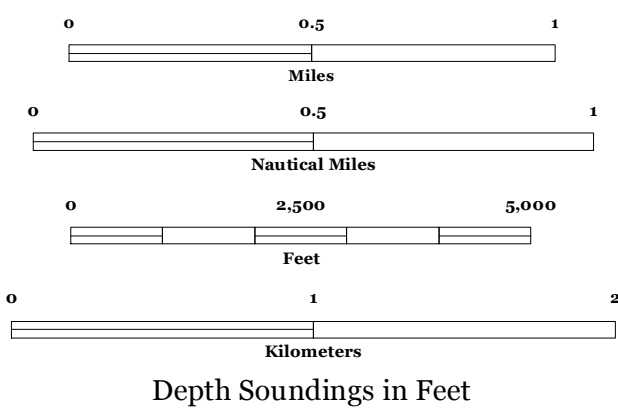 0 0.5 1
Miles
0 0.5 1
Nautical Miles
0 2,500 5,000
Feet
0 1 2
Kilometers
Depth Soundings in Feet